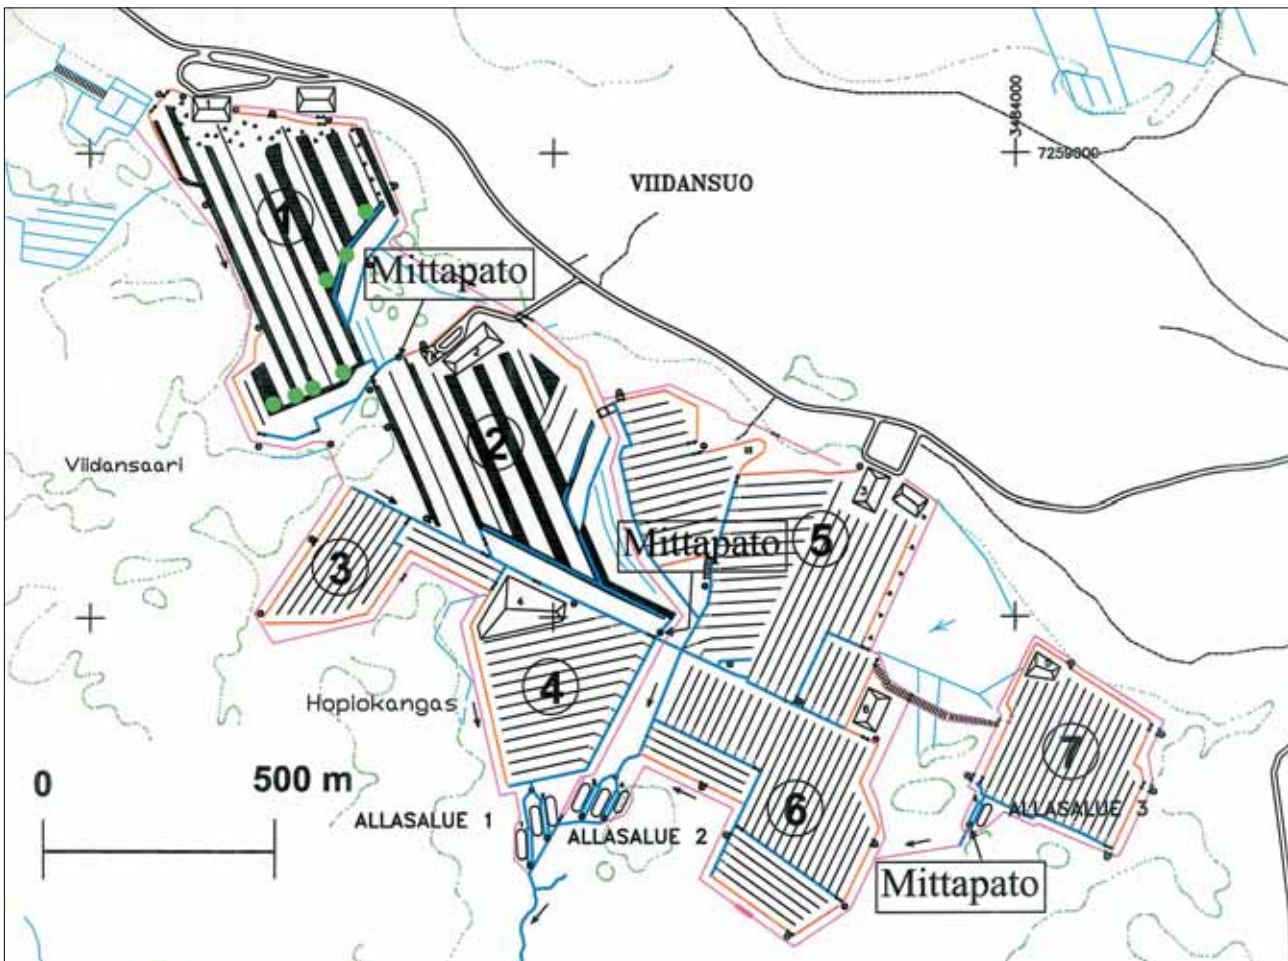 3484000
7259000
VIIDANSUO
1
Mittapato
2
Viidansaari
Mittapato
5
3
4
Hopiokangas
7
0
500 m
6
ALLASALUE 1
ALLASALUE 2
ALLASALUE 3
Mittapato